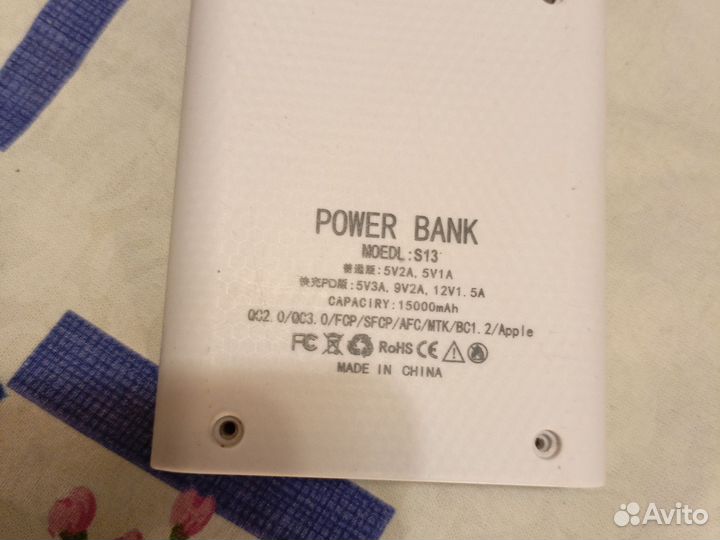 POWER BANK
MOEDL:S13
普通版:5V2A, 5V1A
快充PD版:5V3A, 9V2A, 12V1.5A
CAPACIRY:15000mAh
QC2.0/QC3.0/FCP/SFCP/AFC/MTK/BC1.2/Apple
FC RoHS CE
MADE IN CHINA
Avito